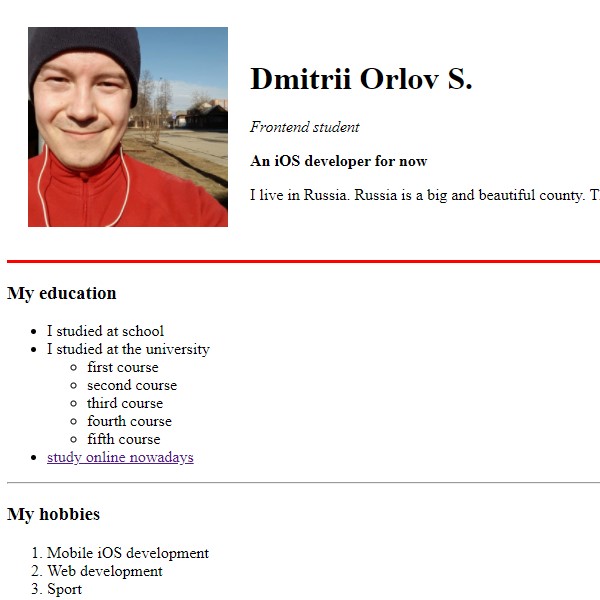 Dmitrii Orlov S.
Frontend student
An iOS developer for now
I live in Russia. Russia is a big and beautiful county.
My education
• I studied at school
• I studied at the university
◦ first course
◦ second course
◦ third course
◦ fourth course
◦ fifth course
• study online nowadays
My hobbies
1. Mobile iOS development
2. Web development
3. Sport